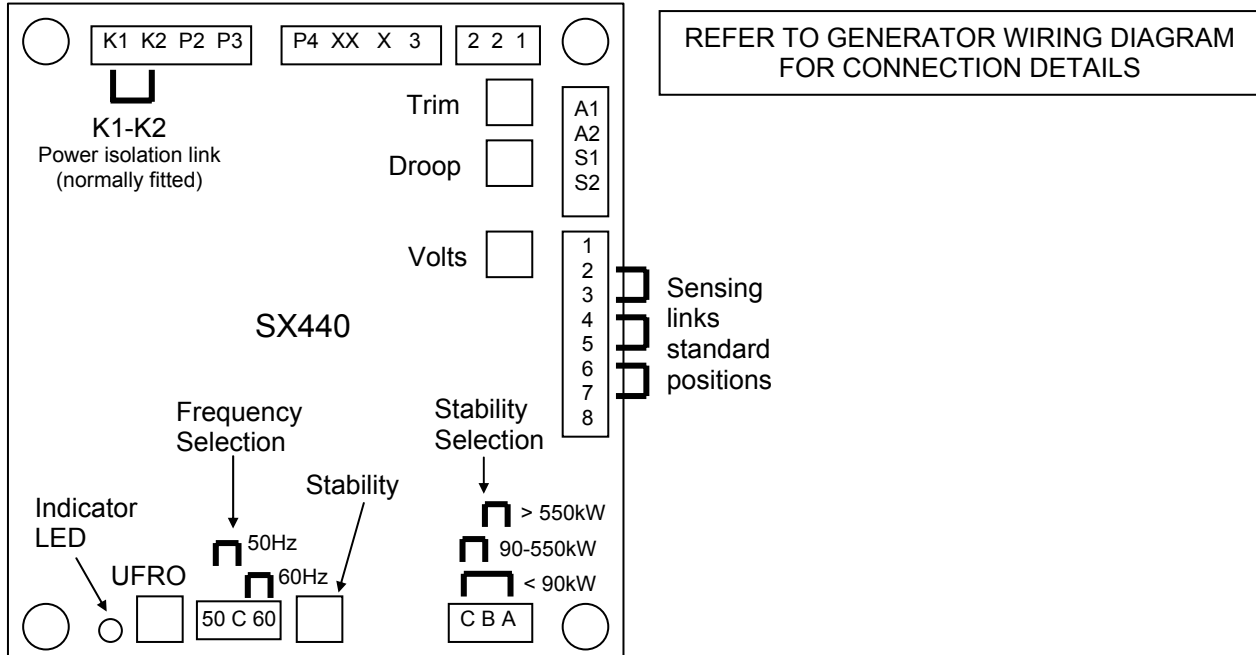 K1 K2 P2 P3
P4 XX X 3
2 2 1
REFER TO GENERATOR WIRING DIAGRAM
FOR CONNECTION DETAILS
K1-K2
Power isolation link
(normally fitted)
Trim
Droop
Volts
A1
A2
S1
S2
1
2
3
4
5
6
7
8
Sensing
links
standard
positions
SX440
Frequency
Selection
Stability
Selection
Stability
Indicator
LED
> 550kW
50Hz
90-550kW
UFRO
60Hz
< 90kW
50 C 60
C B A